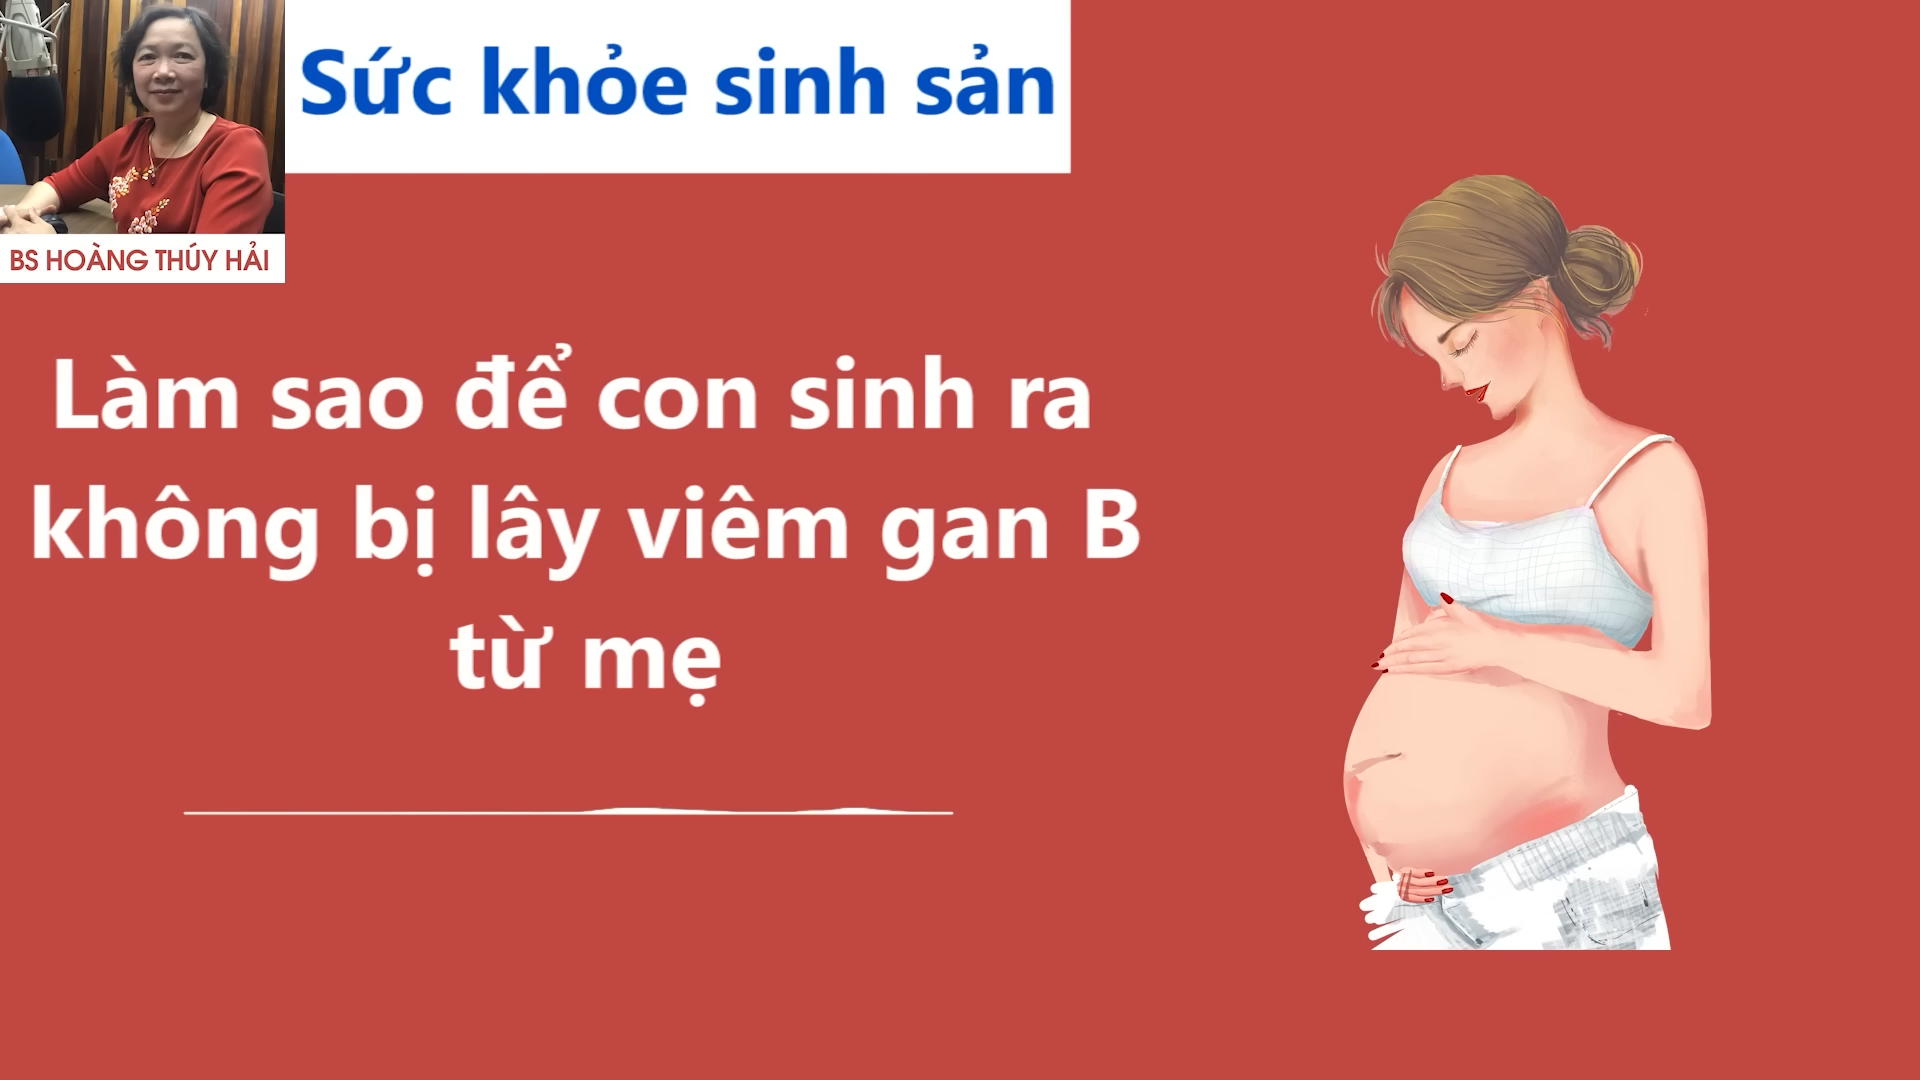 Sức khỏe sinh sản
BS HOÀNG THÚY HẢI
Làm sao để con sinh ra
không bị lây viêm gan B
từ mẹ